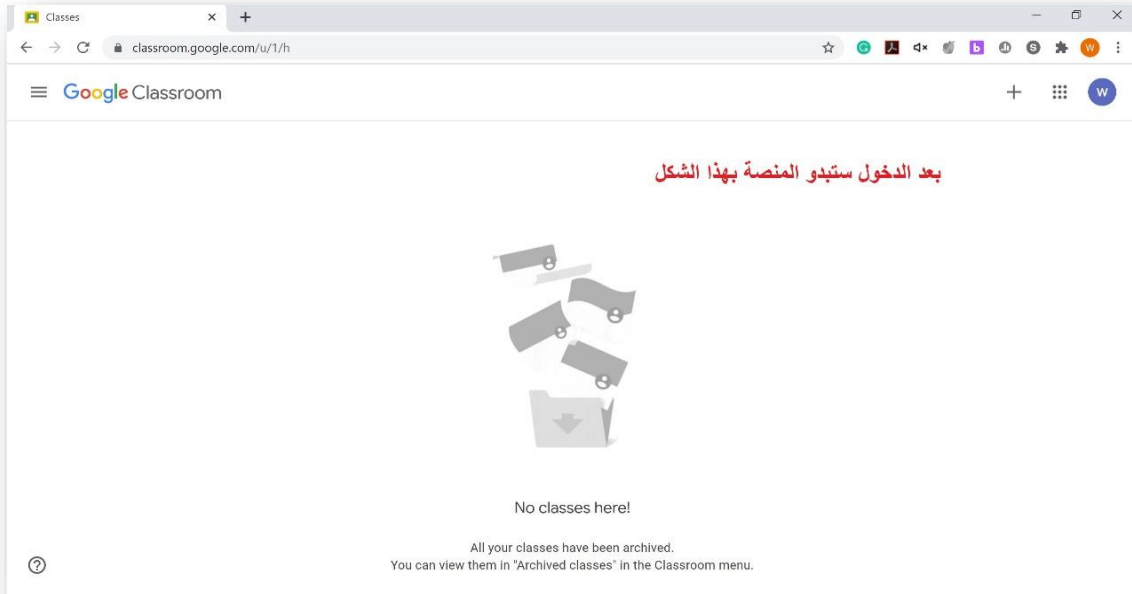 Classes
classroom.google.com/u/1/h
Google Classroom
W
بعد الدخول ستبدو المنصة بهذا الشكل
No classes here!
All your classes have been archived.
You can view them in "Archived classes" in the Classroom menu.